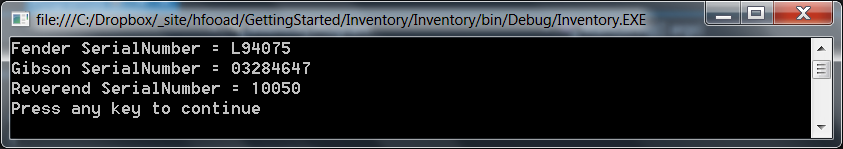 file:///C:/Dropbox/_site/hfooad/GettingStarted/Inventory/Inventory/bin/Debug/Inventory.EXE
Fender SerialNumber = L94075
Gibson SerialNumber = 03284647
Reverend SerialNumber = 10050
Press any key to continue